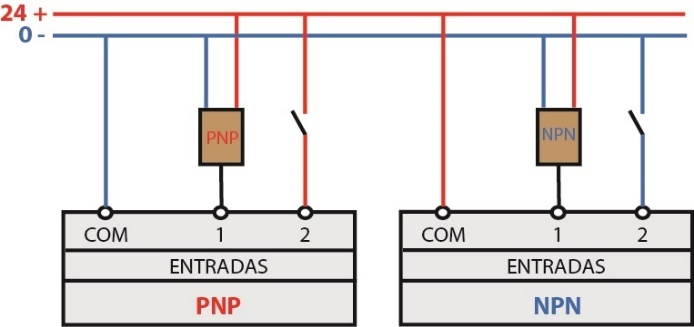 24 +
0 -
PNP
NPN
COM 1 2
COM 1 2
ENTRADAS
ENTRADAS
PNP
NPN